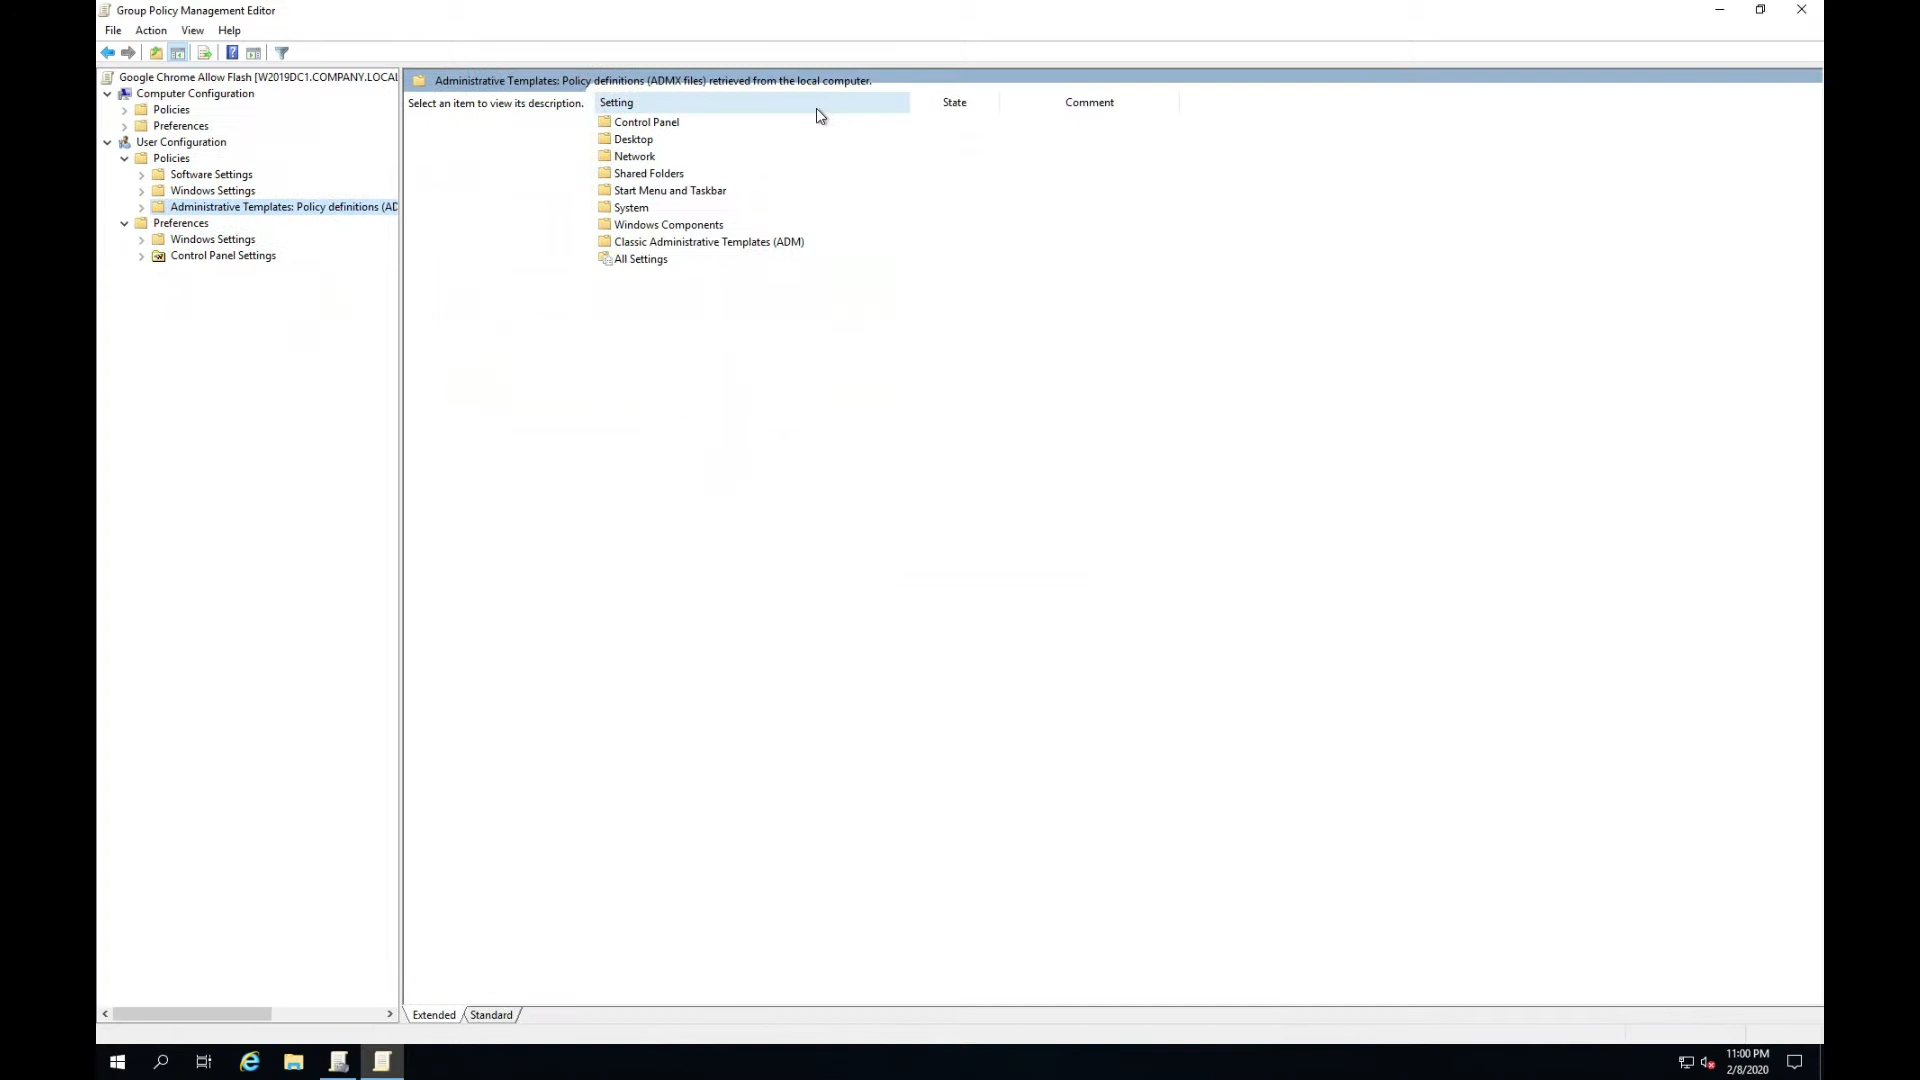 Group Policy Management Editor
File Action View Help
Google Chrome Allow Flash [W2019DC1.COMPANY.LOCAL
Computer Configuration
Policies
Preferences
User Configuration
Policies
Software Settings
Windows Settings
Administrative Templates: Policy definitions (AD
Preferences
Windows Settings
Control Panel Settings
Administrative Templates: Policy definitions (ADMX files) retrieved from the local computer.
Select an item to view its description.
Setting State Comment
Control Panel
Desktop
Network
Shared Folders
Start Menu and Taskbar
System
Windows Components
Classic Administrative Templates (ADM)
All Settings
Extended Standard
11:00 PM
2/8/2020